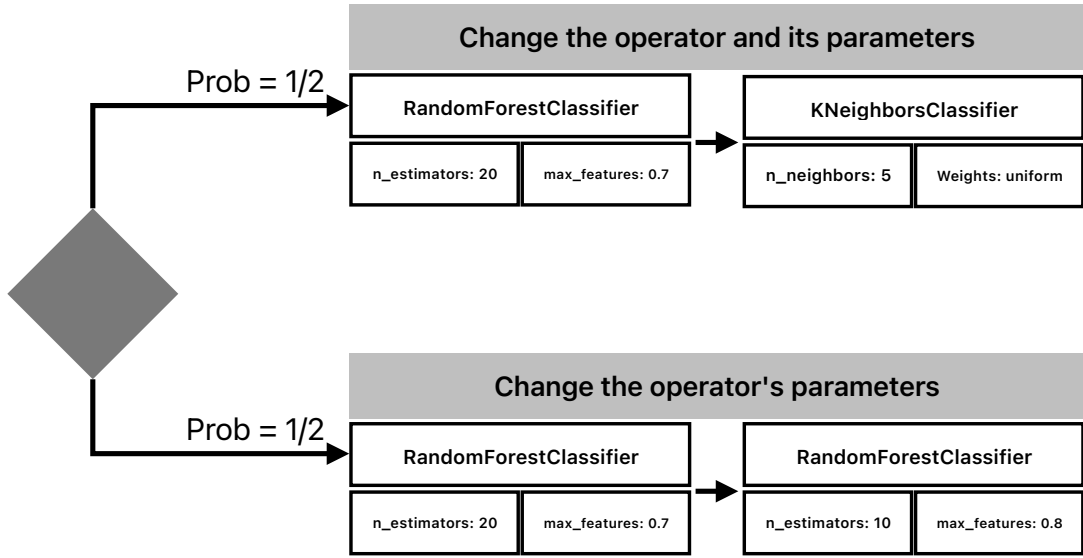 Change the operator and its parameters
Prob = 1/2
RandomForestClassifier
KNeighborsClassifier
n_estimators: 20
max_features: 0.7
n_neighbors: 5
Weights: uniform
Change the operator's parameters
Prob = 1/2
RandomForestClassifier
RandomForestClassifier
n_estimators: 20
max_features: 0.7
n_estimators: 10
max_features: 0.8